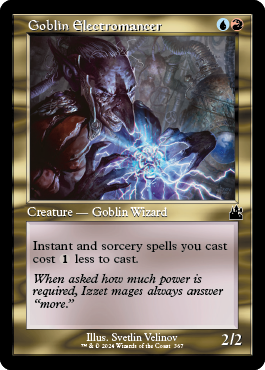 Goblin Electromancer
Creature — Goblin Wizard
Instant and sorcery spells you cast
cost 1 less to cast.
When asked how much power is
required, Izzet mages always answer
“more.”
Illus. Svetlin Velinov
™ & © 2024 Wizards of the Coast 367
2/2